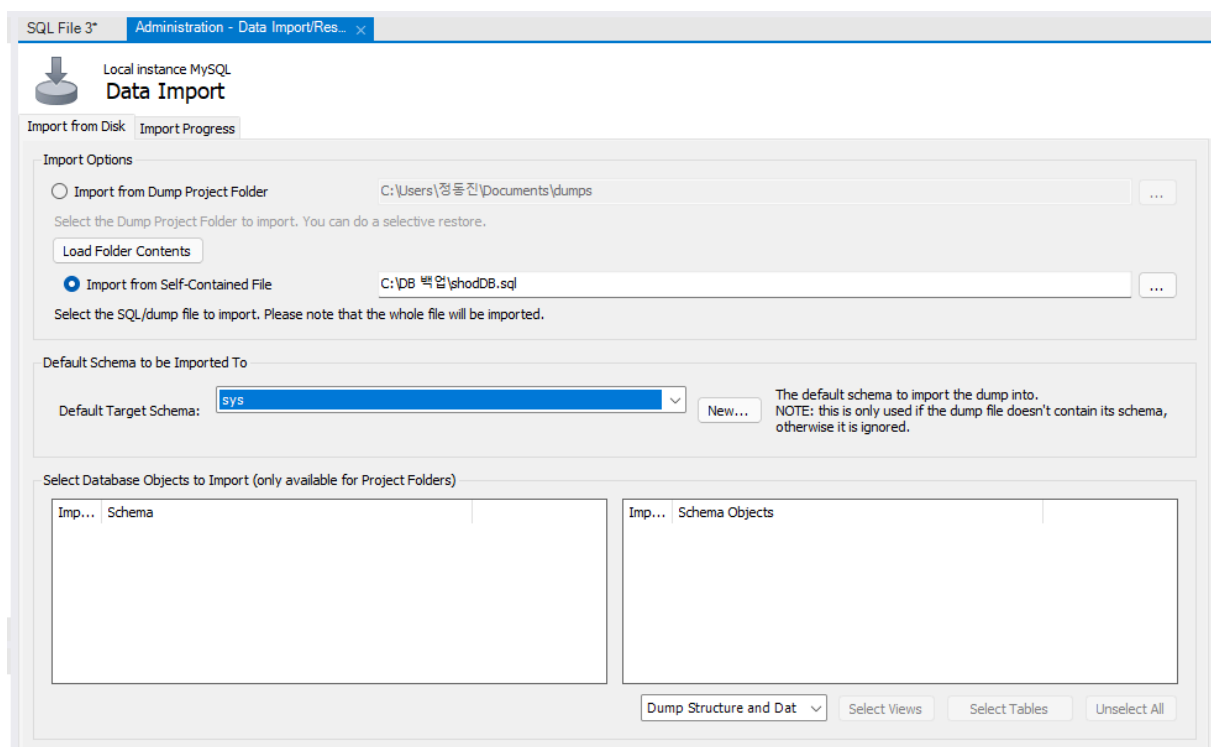 SQL File 3*
Administration - Data Import/Res...
Local instance MySQL
Data Import
Import from Disk
Import Progress
Import Options
Import from Dump Project Folder
C:\Users\정동진\Documents\dumps
...
Select the Dump Project Folder to import. You can do a selective restore.
Load Folder Contents
Import from Self-Contained File
C:\DB 백업\shodDB.sql
...
Select the SQL/dump file to import. Please note that the whole file will be imported.
Default Schema to be Imported To
Default Target Schema:
sys
New...
The default schema to import the dump into.
NOTE: this is only used if the dump file doesn't contain its schema,
otherwise it is ignored.
Select Database Objects to Import (only available for Project Folders)
Imp... Schema
Imp... Schema Objects
Dump Structure and Dat
Select Views
Select Tables
Unselect All